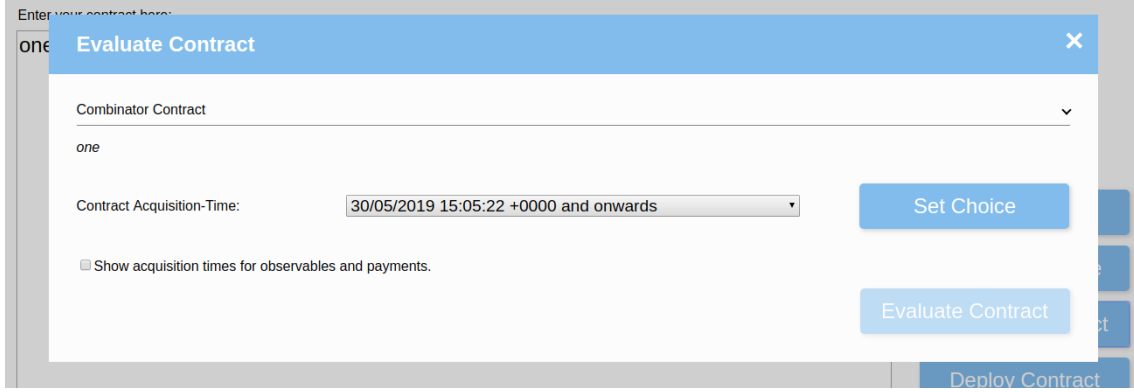 Enter your contract here:
one
Evaluate Contract
×
Combinator Contract
one
Contract Acquisition-Time:
30/05/2019 15:05:22 +0000 and onwards
Set Choice
Show acquisition times for observables and payments.
Evaluate Contract
Deploy Contract